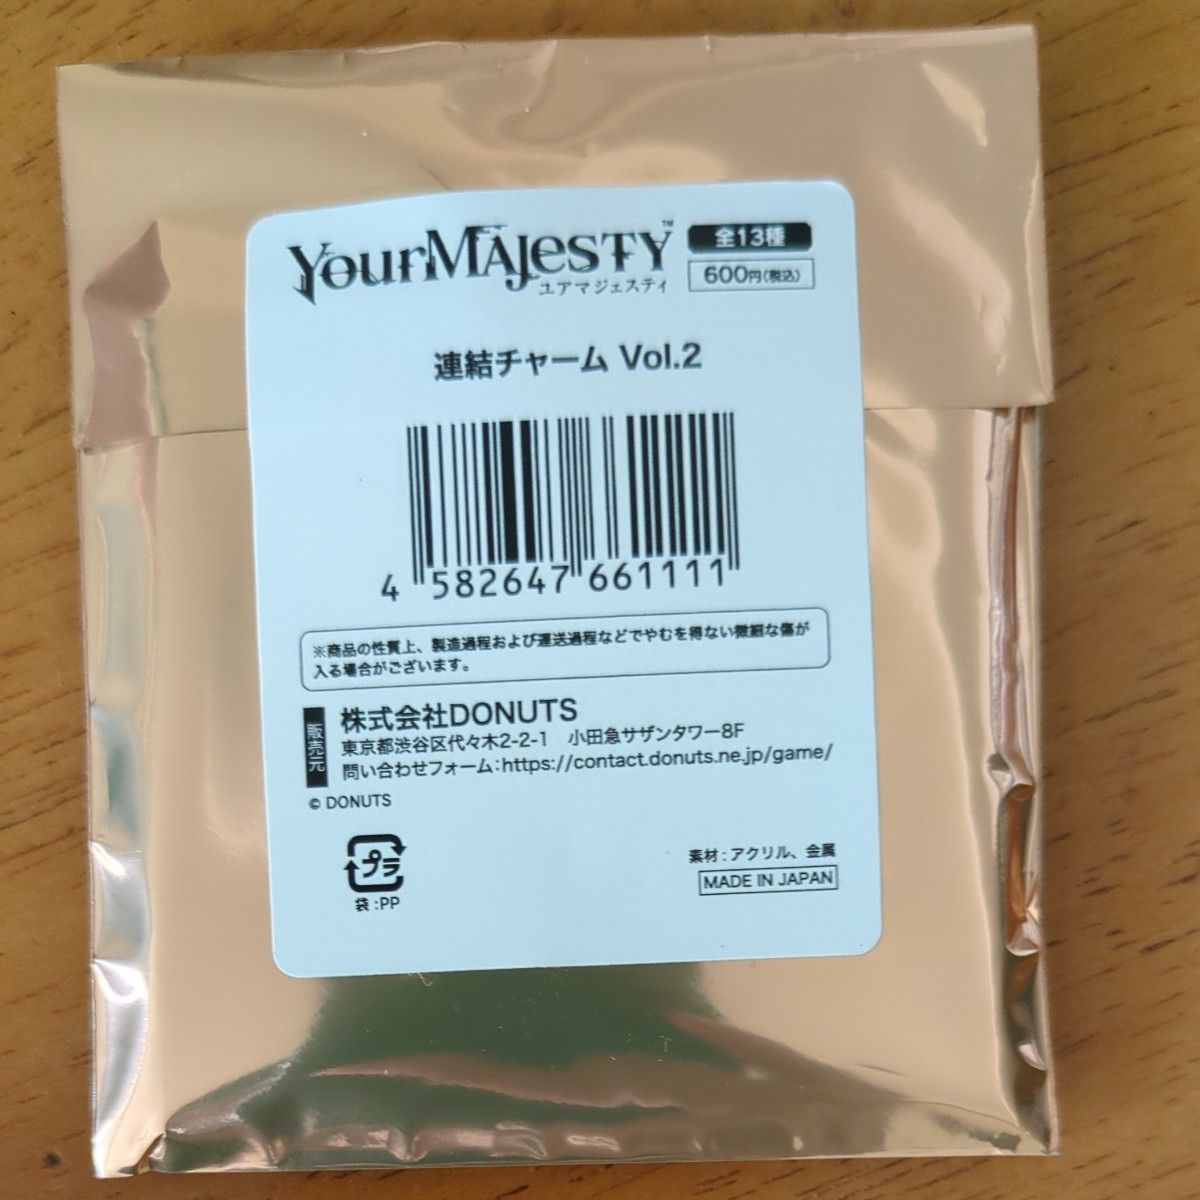 YourMAJESTY™
ユアマジェスティ
全13種
600円(税込)
連結チャーム Vol.2
4 582647 661111
※商品の性質上、製造過程および運送過程などでやむを得ない微細な傷が
入る場合がございます。
販売元
株式会社DONUTS
東京都渋谷区代々木2-2-1 小田急サザンタワー8F
問い合わせフォーム:https://contact.donuts.ne.jp/game/
© DONUTS
プラ
袋:PP
素材:アクリル、金属
MADE IN JAPAN